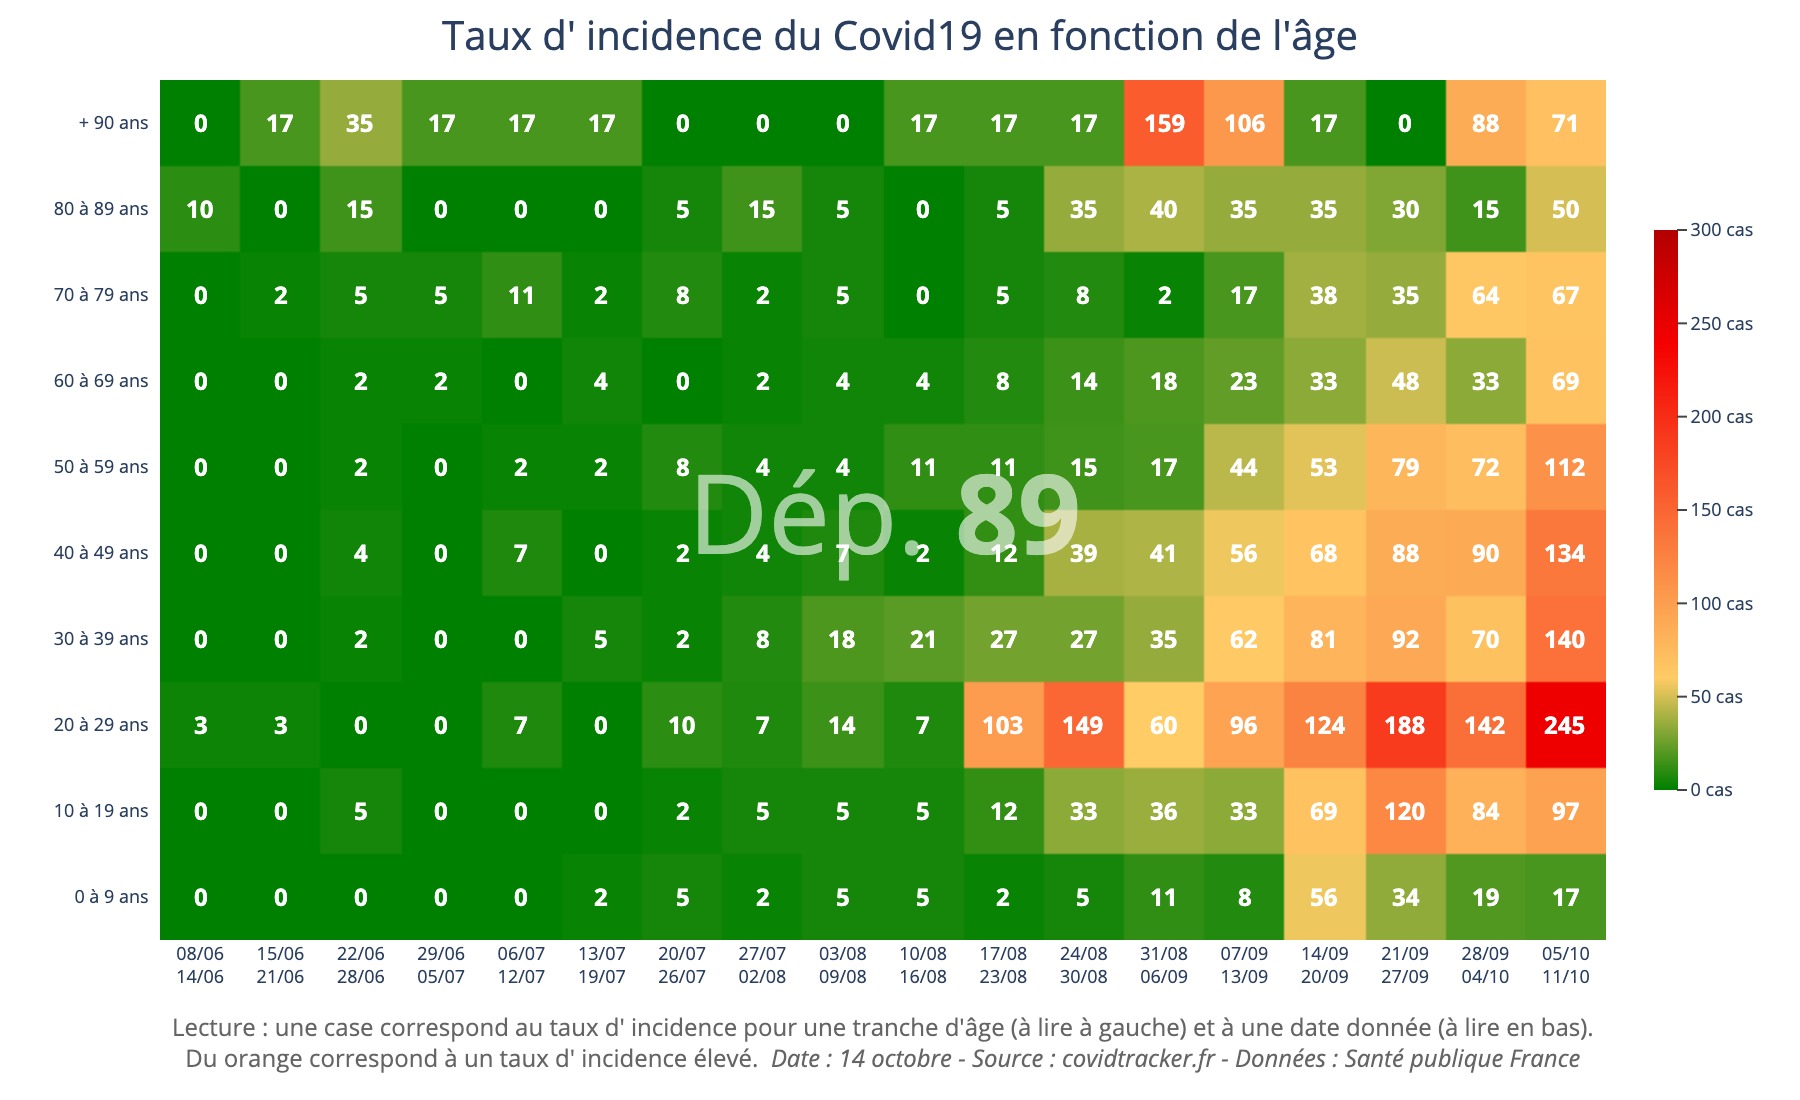 Taux d' incidence du Covid19 en fonction de l'âge
+ 90 ans 0 17 35 17 17 17 0 0 0 17 17 17 159 106 17 0 88 71
80 à 89 ans 10 0 15 0 0 0 5 15 5 0 5 35 40 35 35 30 15 50
70 à 79 ans 0 2 5 5 11 2 8 2 5 0 5 8 2 17 38 35 64 67
60 à 69 ans 0 0 2 2 0 4 0 2 4 4 8 14 18 23 33 48 33 69
50 à 59 ans 0 0 2 0 2 2 8 4 4 11 11 15 17 44 53 79 72 112
Dép. 89
40 à 49 ans 0 0 4 0 7 0 2 4 7 2 12 39 41 56 68 88 90 134
30 à 39 ans 0 0 2 0 0 5 2 8 18 21 27 27 35 62 81 92 70 140
20 à 29 ans 3 3 0 0 7 0 10 7 14 7 103 149 60 96 124 188 142 245
10 à 19 ans 0 0 5 0 0 0 2 5 5 5 12 33 36 33 69 120 84 97
0 à 9 ans 0 0 0 0 0 2 5 2 5 5 2 5 11 8 56 34 19 17
08/06 15/06 22/06 29/06 06/07 13/07 20/07 27/07 03/08 10/08 17/08 24/08 31/08 07/09 14/09 21/09 28/09 05/10
14/06 21/06 28/06 05/07 12/07 19/07 26/07 02/08 09/08 16/08 23/08 30/08 06/09 13/09 20/09 27/09 04/10 11/10
300 cas
250 cas
200 cas
150 cas
100 cas
50 cas
0 cas
Lecture : une case correspond au taux d' incidence pour une tranche d'âge (à lire à gauche) et à une date donnée (à lire en bas).
Du orange correspond à un taux d' incidence élevé. Date : 14 octobre - Source : covidtracker.fr - Données : Santé publique France